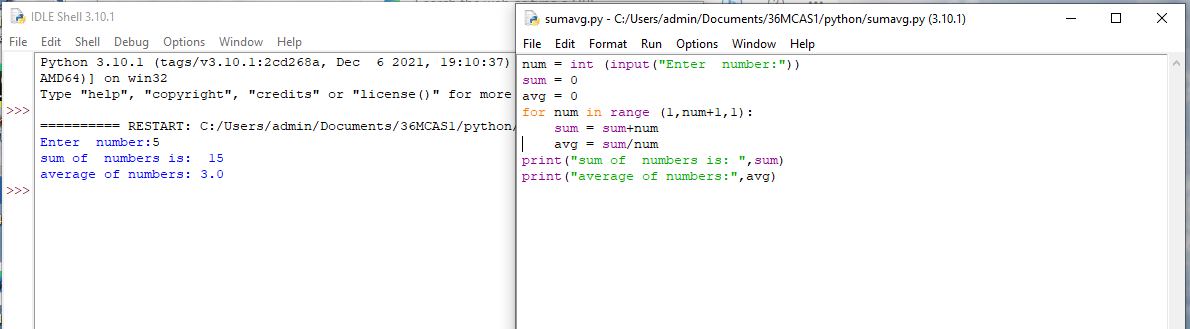 IDLE Shell 3.10.1
File Edit Shell Debug Options Window Help
Python 3.10.1 (tags/v3.10.1:2cd268a, Dec  6 2021, 19:10:37)
AMD64)] on win32
Type "help", "copyright", "credits" or "license()" for more
>>>
========== RESTART: C:/Users/admin/Documents/36MCAS1/python/
Enter  number:5
sum of  numbers is:  15
average of numbers: 3.0
>>>
sumavg.py - C:/Users/admin/Documents/36MCAS1/python/sumavg.py (3.10.1)
File Edit Format Run Options Window Help
num = int (input("Enter  number:"))
sum = 0
avg = 0
for num in range (1,num+1,1):
    sum = sum+num
    avg = sum/num
print("sum of  numbers is: ",sum)
print("average of numbers:",avg)